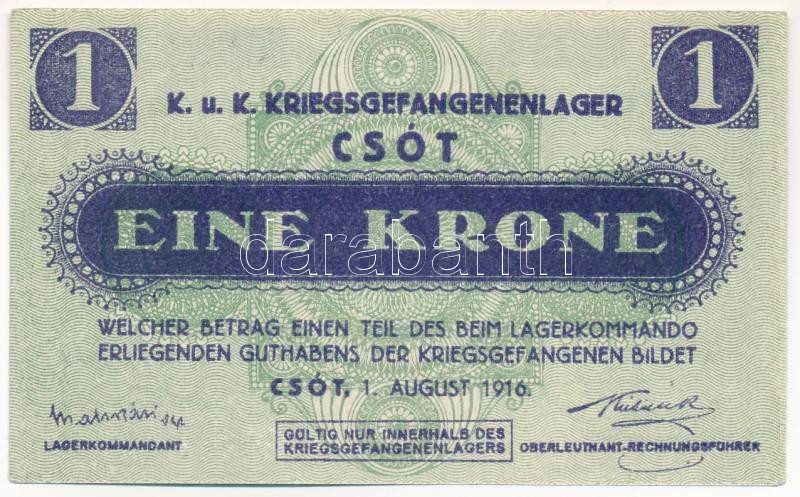 1 1
K. u. K. KRIEGSGEFANGENENLAGER
CSÓT
EINE KRONE
darabanth
WELCHER BETRAG EINEN TEIL DES BEIM LAGERKOMMANDO
ERLIEGENDEN GUTHABENS DER KRIEGSGEFANGENEN BILDET
CSÓT, 1. AUGUST 1916.
LAGERKOMMANDANT
GÜLTIG NUR INNERHALB DES
KRIEGSGEFANGENENLAGERS
OBERLEUTNANT-RECHNUNGSFÜHRER